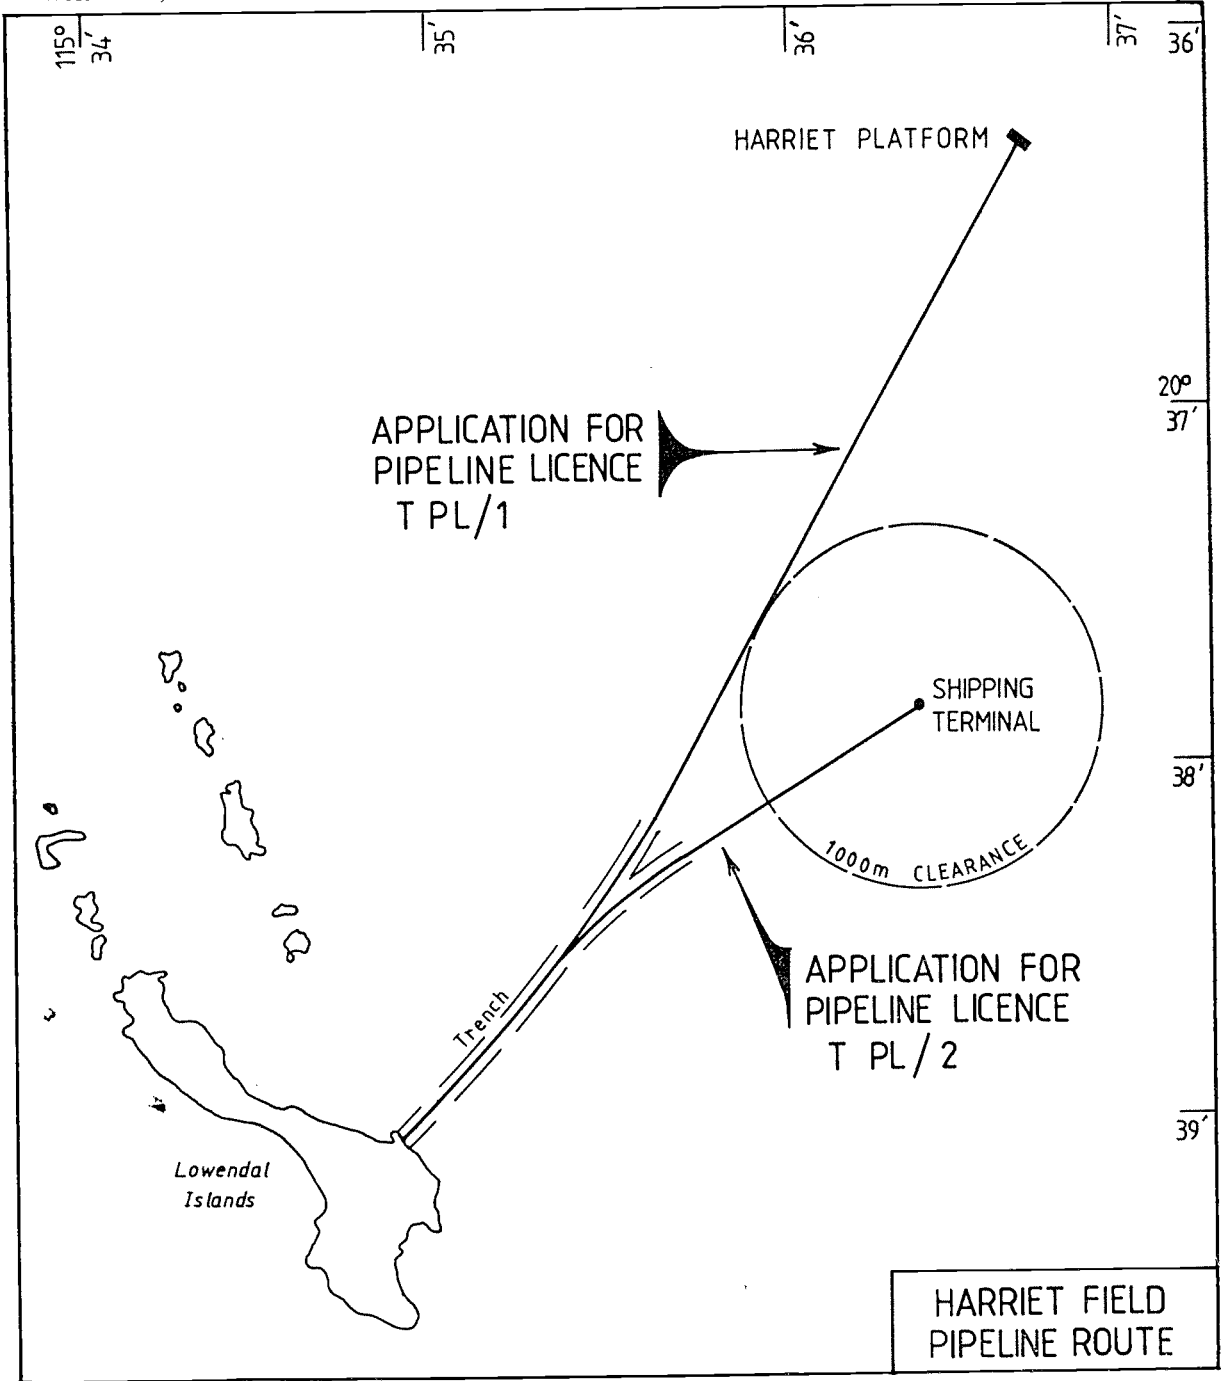 115°
34'
35'
36'
37'
36'
HARRIET PLATFORM
20°
37'
APPLICATION FOR
PIPELINE LICENCE
T PL/1
SHIPPING
TERMINAL
38'
1000m CLEARANCE
APPLICATION FOR
PIPELINE LICENCE
T PL/2
Trench
39'
Lowendal
Islands
HARRIET FIELD
PIPELINE ROUTE